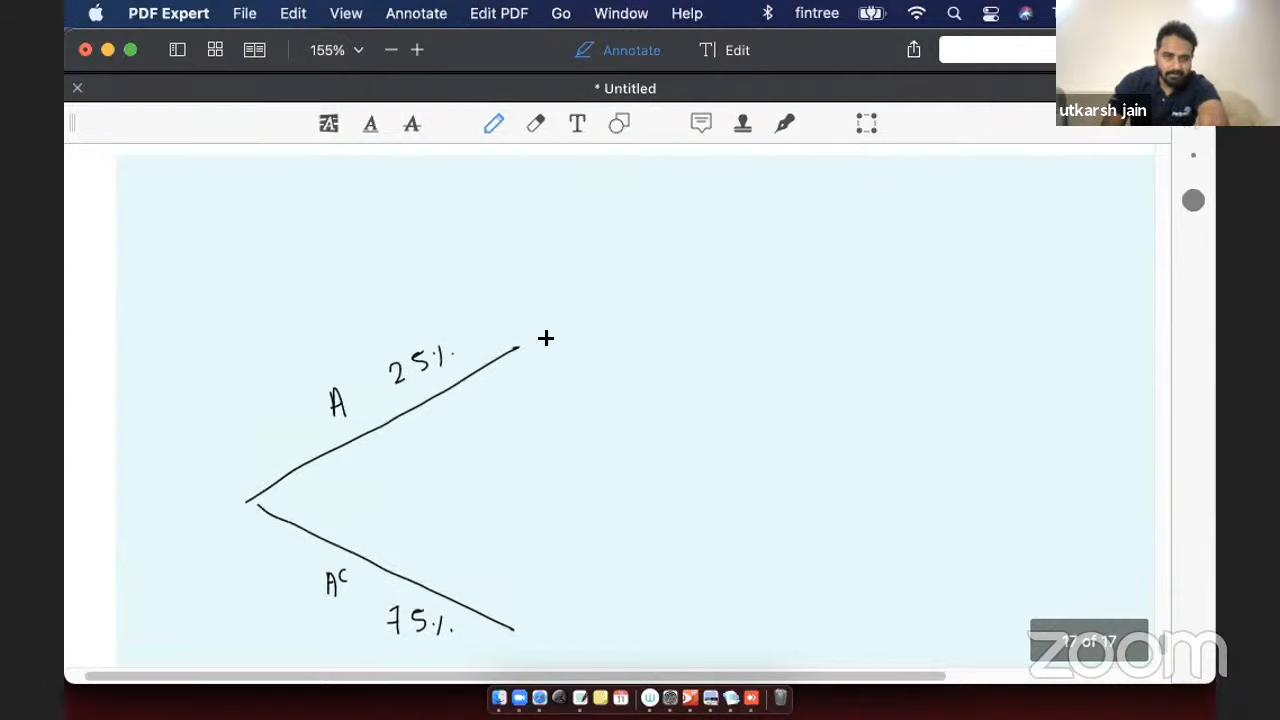 PDF Expert File Edit View Annotate Edit PDF Go Window Help fintree
155% Annotate Edit
* Untitled
utkarsh jain
A 25%.
Aᶜ
75%.
17 of 17
zoom